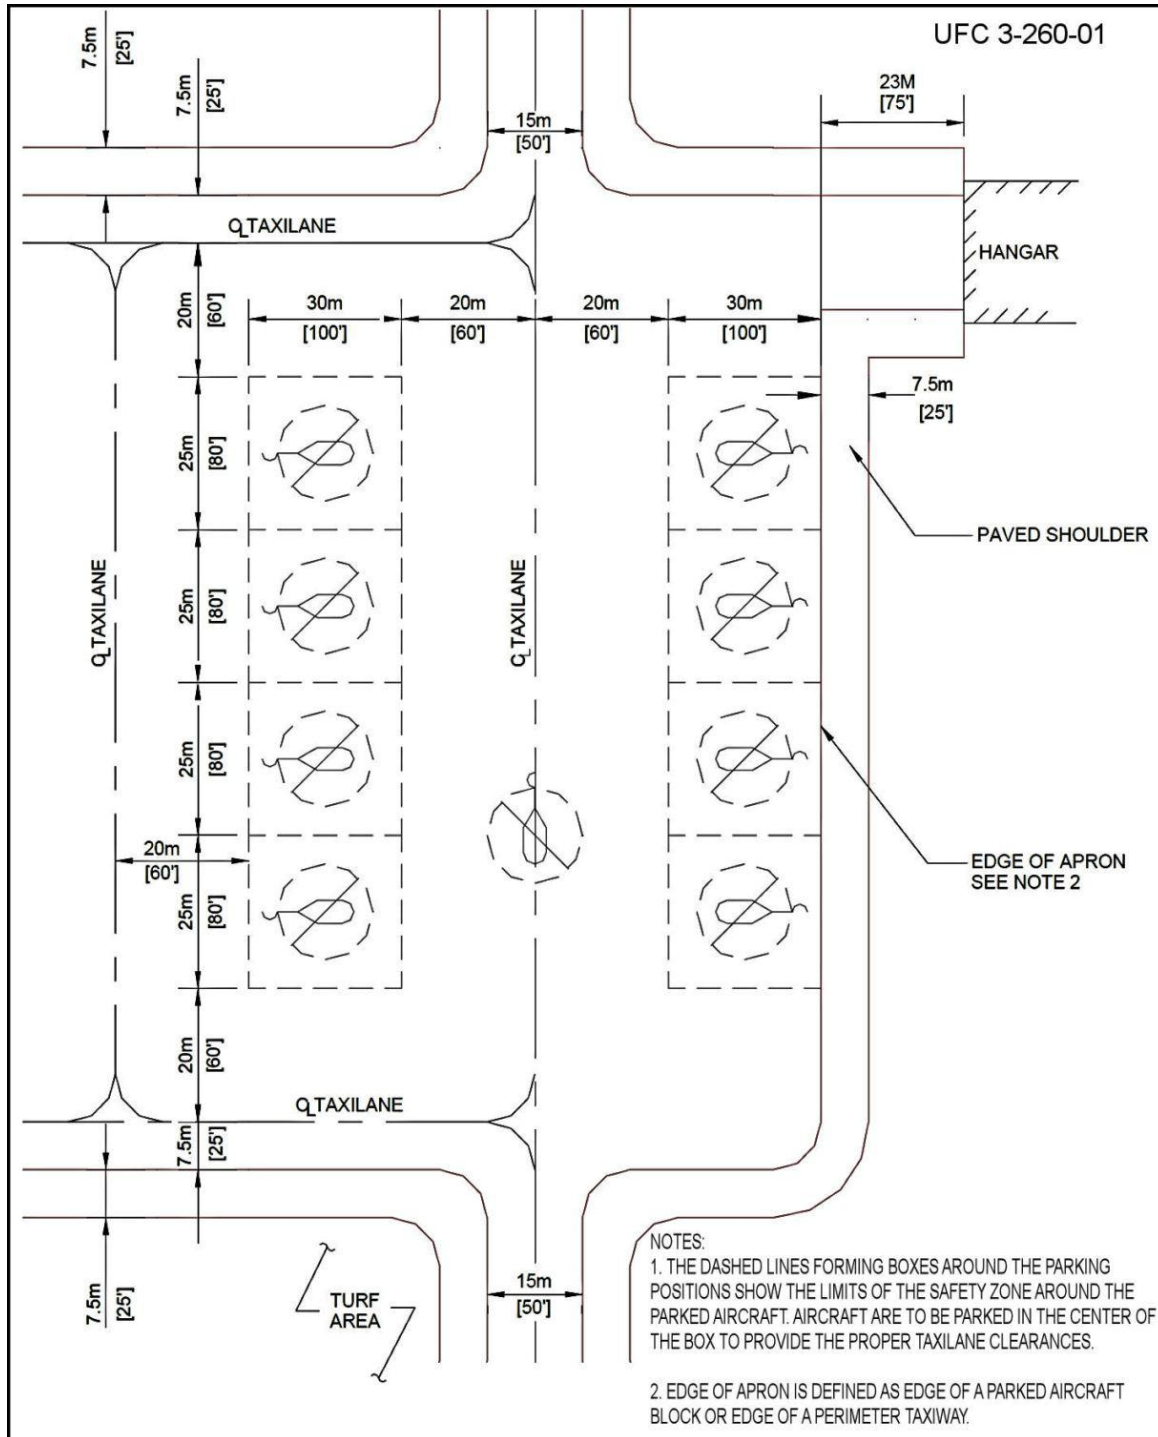 UFC 3-260-01
7.5m
[25']
7.5m
[25']
15m
[50']
23M
[75']
℄ TAXILANE
HANGAR
20m
[60']
30m
[100']
20m
[60']
20m
[60']
30m
[100']
7.5m
[25']
25m
[80']
PAVED SHOULDER
25m
[80']
℄ TAXILANE
℄ TAXILANE
25m
[80']
20m
[60']
EDGE OF APRON
SEE NOTE 2
25m
[80']
20m
[60']
℄ TAXILANE
7.5m
[25']
7.5m
[25']
TURF
AREA
15m
[50']
NOTES:
1. THE DASHED LINES FORMING BOXES AROUND THE PARKING
POSITIONS SHOW THE LIMITS OF THE SAFETY ZONE AROUND THE
PARKED AIRCRAFT. AIRCRAFT ARE TO BE PARKED IN THE CENTER OF
THE BOX TO PROVIDE THE PROPER TAXILANE CLEARANCES.
2. EDGE OF APRON IS DEFINED AS EDGE OF A PARKED AIRCRAFT
BLOCK OR EDGE OF A PERIMETER TAXIWAY.